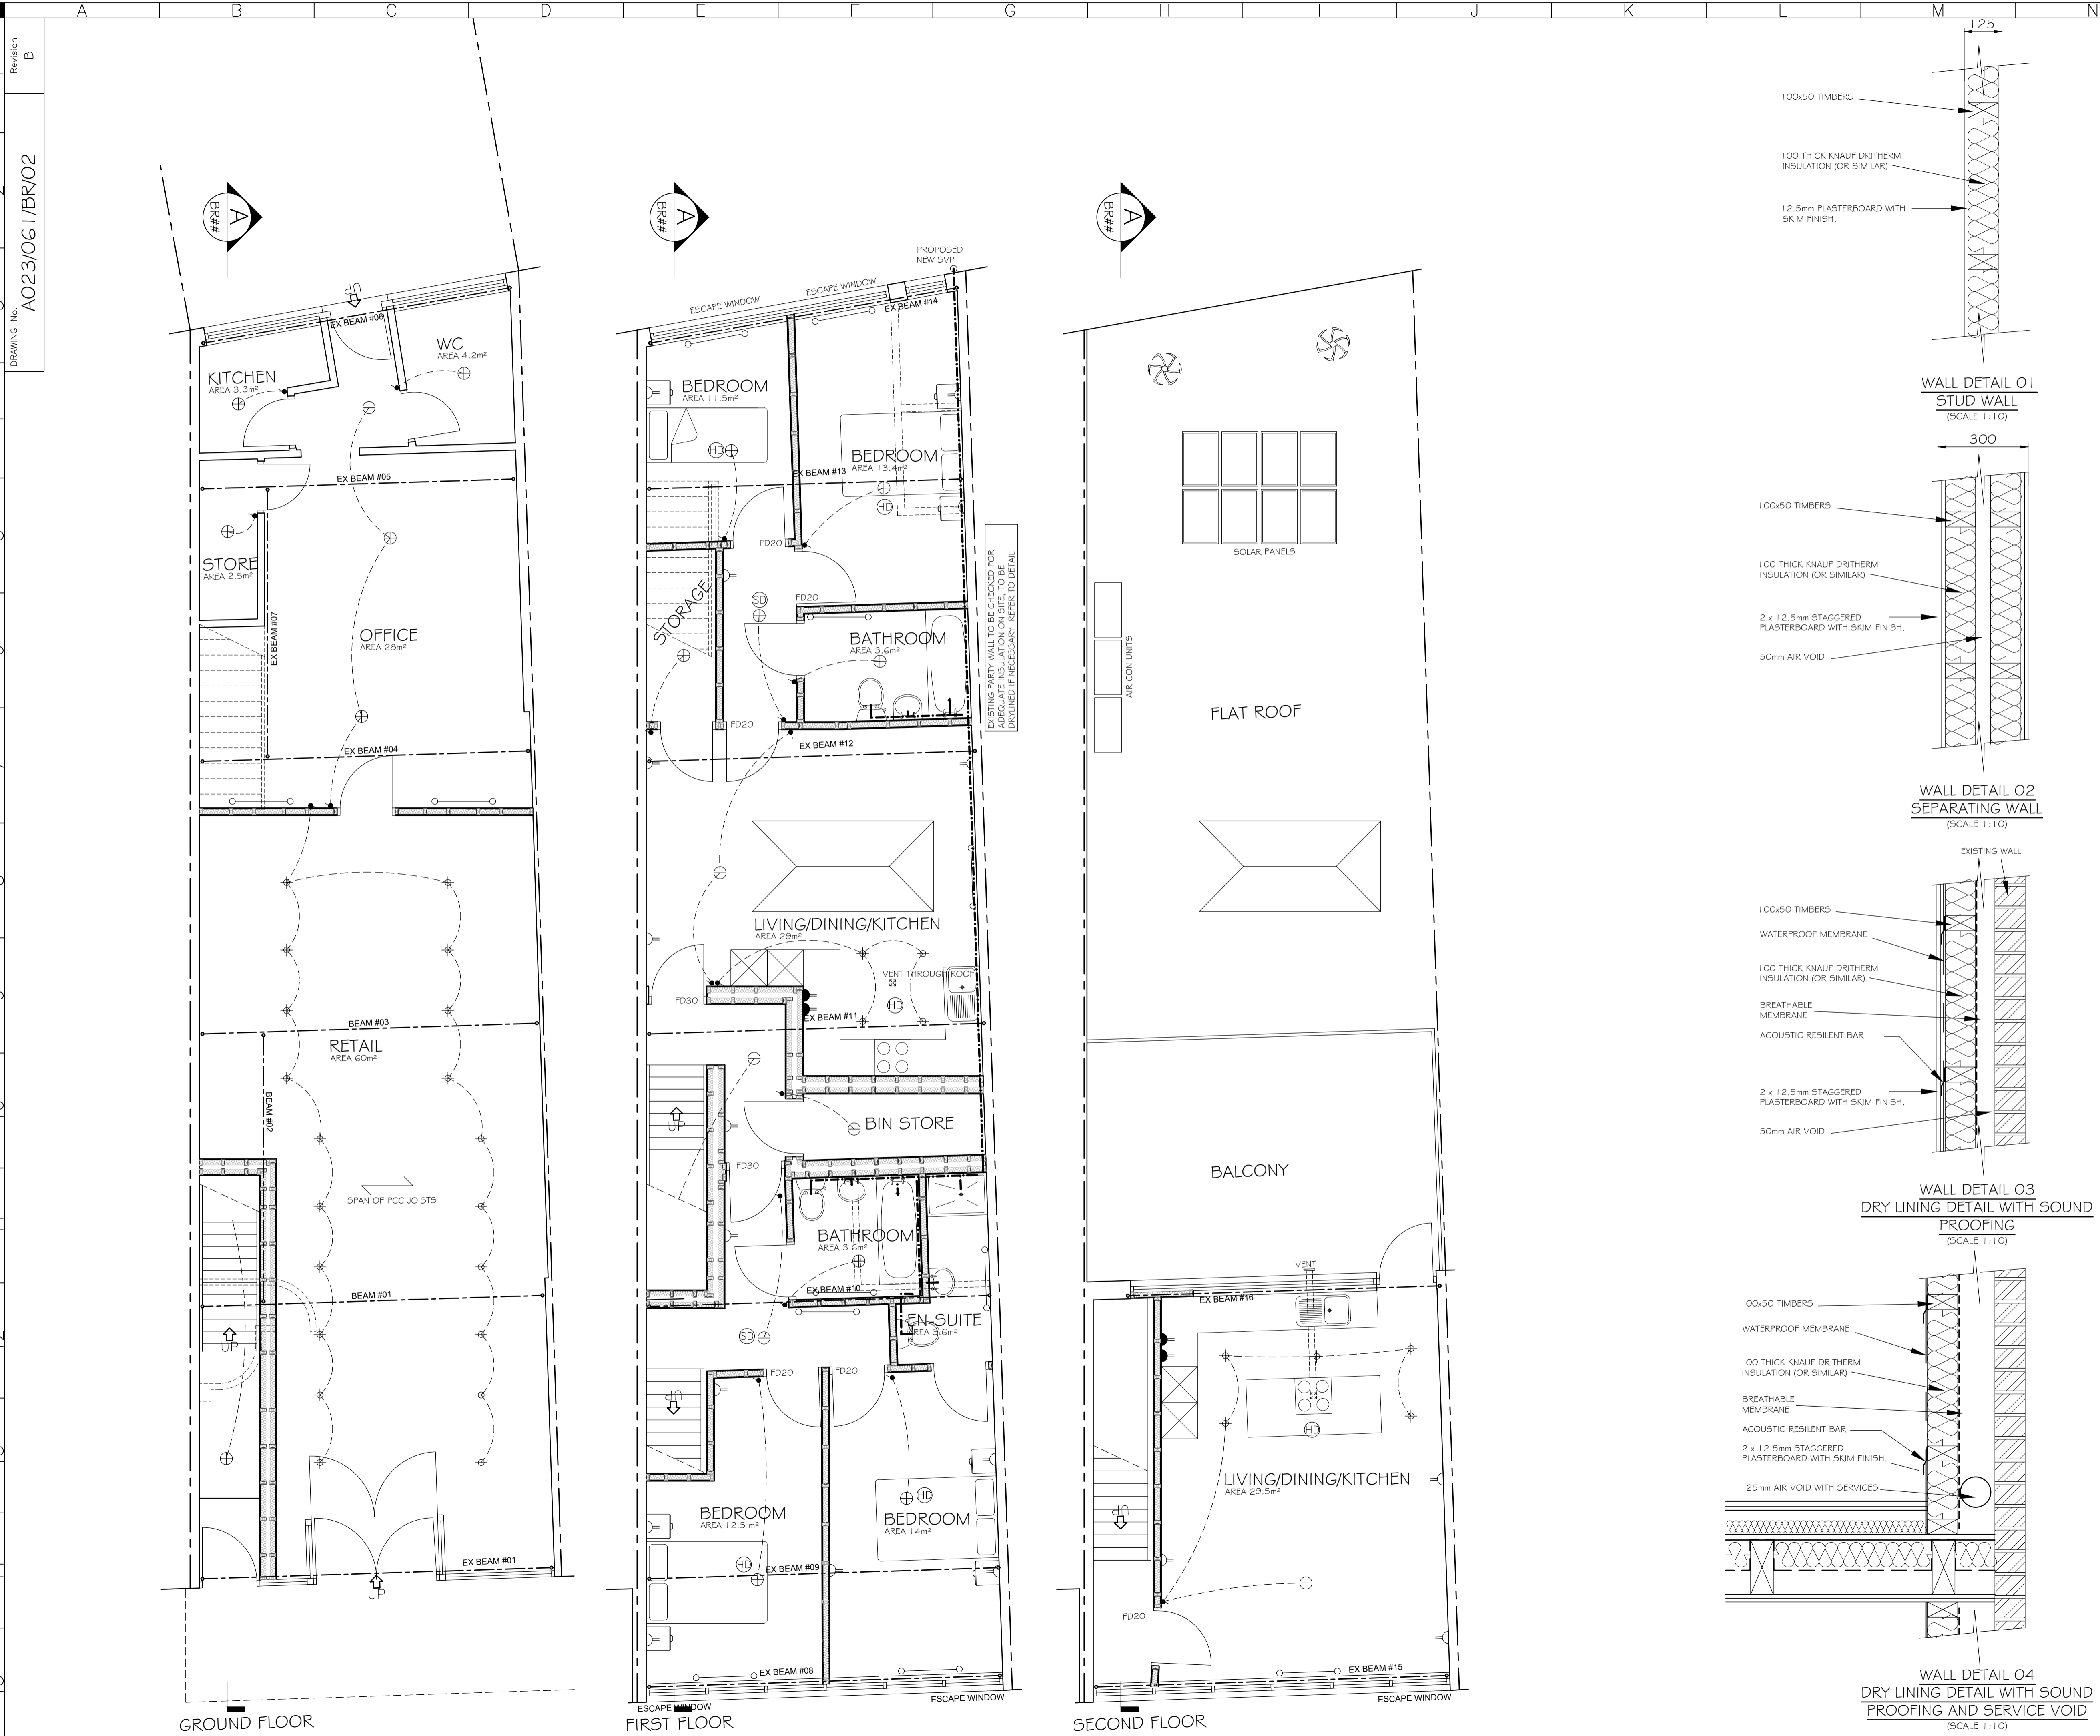 A
B
C
D
E
F
G
H
I
J
K
L
M
N
Revision
B
DRAWING No.
A023/061/BR/02
A
BR##
UP
EX BEAM #06
WC
AREA 4.2m²
KITCHEN
AREA 3.3m²
EX BEAM #05
STORE
AREA 2.5m²
EX BEAM #07
OFFICE
AREA 28m²
EX BEAM #04
BEAM #03
RETAIL
AREA 60m²
BEAM #02
SPAN OF PCC JOISTS
BEAM #01
UP
EX BEAM #01
UP
GROUND FLOOR
A
BR##
PROPOSED
NEW SVP
ESCAPE WINDOW
ESCAPE WINDOW
EX BEAM #14
BEDROOM
AREA 11.5m²
HD
BEDROOM
AREA 13.4m²
EX BEAM #13
HD
FD20
STORAGE
SD
FD20
BATHROOM
AREA 3.6m²
FD20
EXISTING PARTY WALL TO BE CHECKED FOR
ADEQUATE INSULATION ON SITE, TO BE
DRYLINED IF NECESSARY. REFER TO DETAIL
EX BEAM #12
LIVING/DINING/KITCHEN
AREA 29m²
VENT THROUGH ROOF
HD
FD30
EX BEAM #11
UP
BIN STORE
FD30
BATHROOM
AREA 3.6m²
EX BEAM #10
EN-SUITE
AREA 3.6m²
SD
FD20
FD20
UP
BEDROOM
AREA 12.5 m²
HD
BEDROOM
AREA 14m²
HD
EX BEAM #09
EX BEAM #08
ESCAPE WINDOW
ESCAPE WINDOW
FIRST FLOOR
A
BR##
SOLAR PANELS
AIR CON UNITS
FLAT ROOF
BALCONY
VENT
EX BEAM #16
HD
LIVING/DINING/KITCHEN
AREA 29.5m²
UP
FD20
EX BEAM #15
ESCAPE WINDOW
SECOND FLOOR
125
100x50 TIMBERS
100 THICK KNAUF DRITHERM
INSULATION (OR SIMILAR)
12.5mm PLASTERBOARD WITH
SKIM FINISH.
WALL DETAIL 01
STUD WALL
(SCALE 1:10)
300
100x50 TIMBERS
100 THICK KNAUF DRITHERM
INSULATION (OR SIMILAR)
2 x 12.5mm STAGGERED
PLASTERBOARD WITH SKIM FINISH.
50mm AIR VOID
WALL DETAIL 02
SEPARATING WALL
(SCALE 1:10)
EXISTING WALL
100x50 TIMBERS
WATERPROOF MEMBRANE
100 THICK KNAUF DRITHERM
INSULATION (OR SIMILAR)
BREATHABLE
MEMBRANE
ACOUSTIC RESILENT BAR
2 x 12.5mm STAGGERED
PLASTERBOARD WITH SKIM FINISH.
50mm AIR VOID
WALL DETAIL 03
DRY LINING DETAIL WITH SOUND
PROOFING
(SCALE 1:10)
100x50 TIMBERS
WATERPROOF MEMBRANE
100 THICK KNAUF DRITHERM
INSULATION (OR SIMILAR)
BREATHABLE
MEMBRANE
ACOUSTIC RESILENT BAR
2 x 12.5mm STAGGERED
PLASTERBOARD WITH SKIM FINISH.
125mm AIR VOID WITH SERVICES
WALL DETAIL 04
DRY LINING DETAIL WITH SOUND
PROOFING AND SERVICE VOID
(SCALE 1:10)